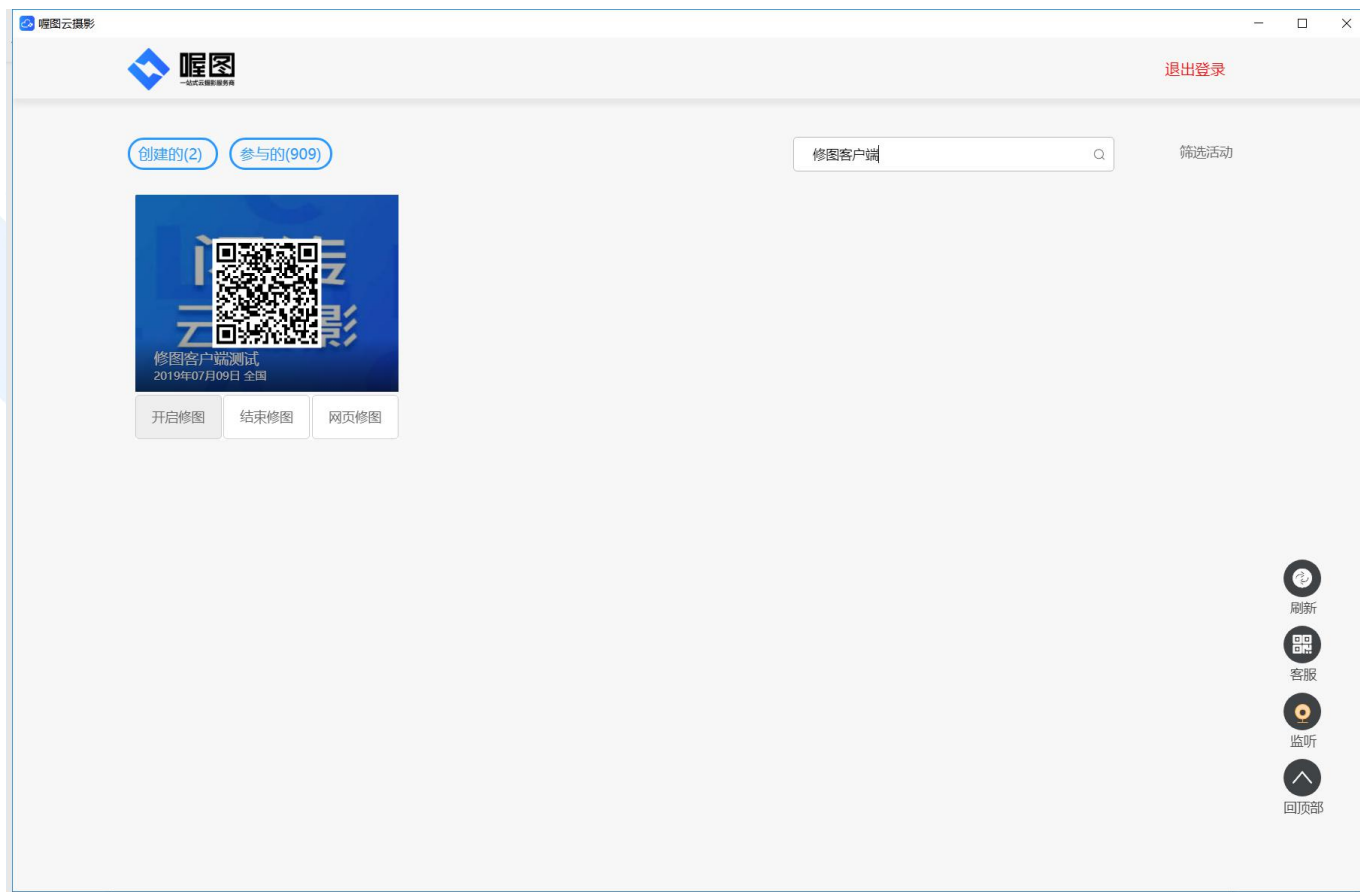 喔图云摄影
喔图
一站式云摄影服务商
退出登录
创建的(2)
参与的(909)
修图客户端
筛选活动
云 影
修图客户端测试
2019年07月09日 全国
开启修图
结束修图
网页修图
刷新
客服
监听
回顶部